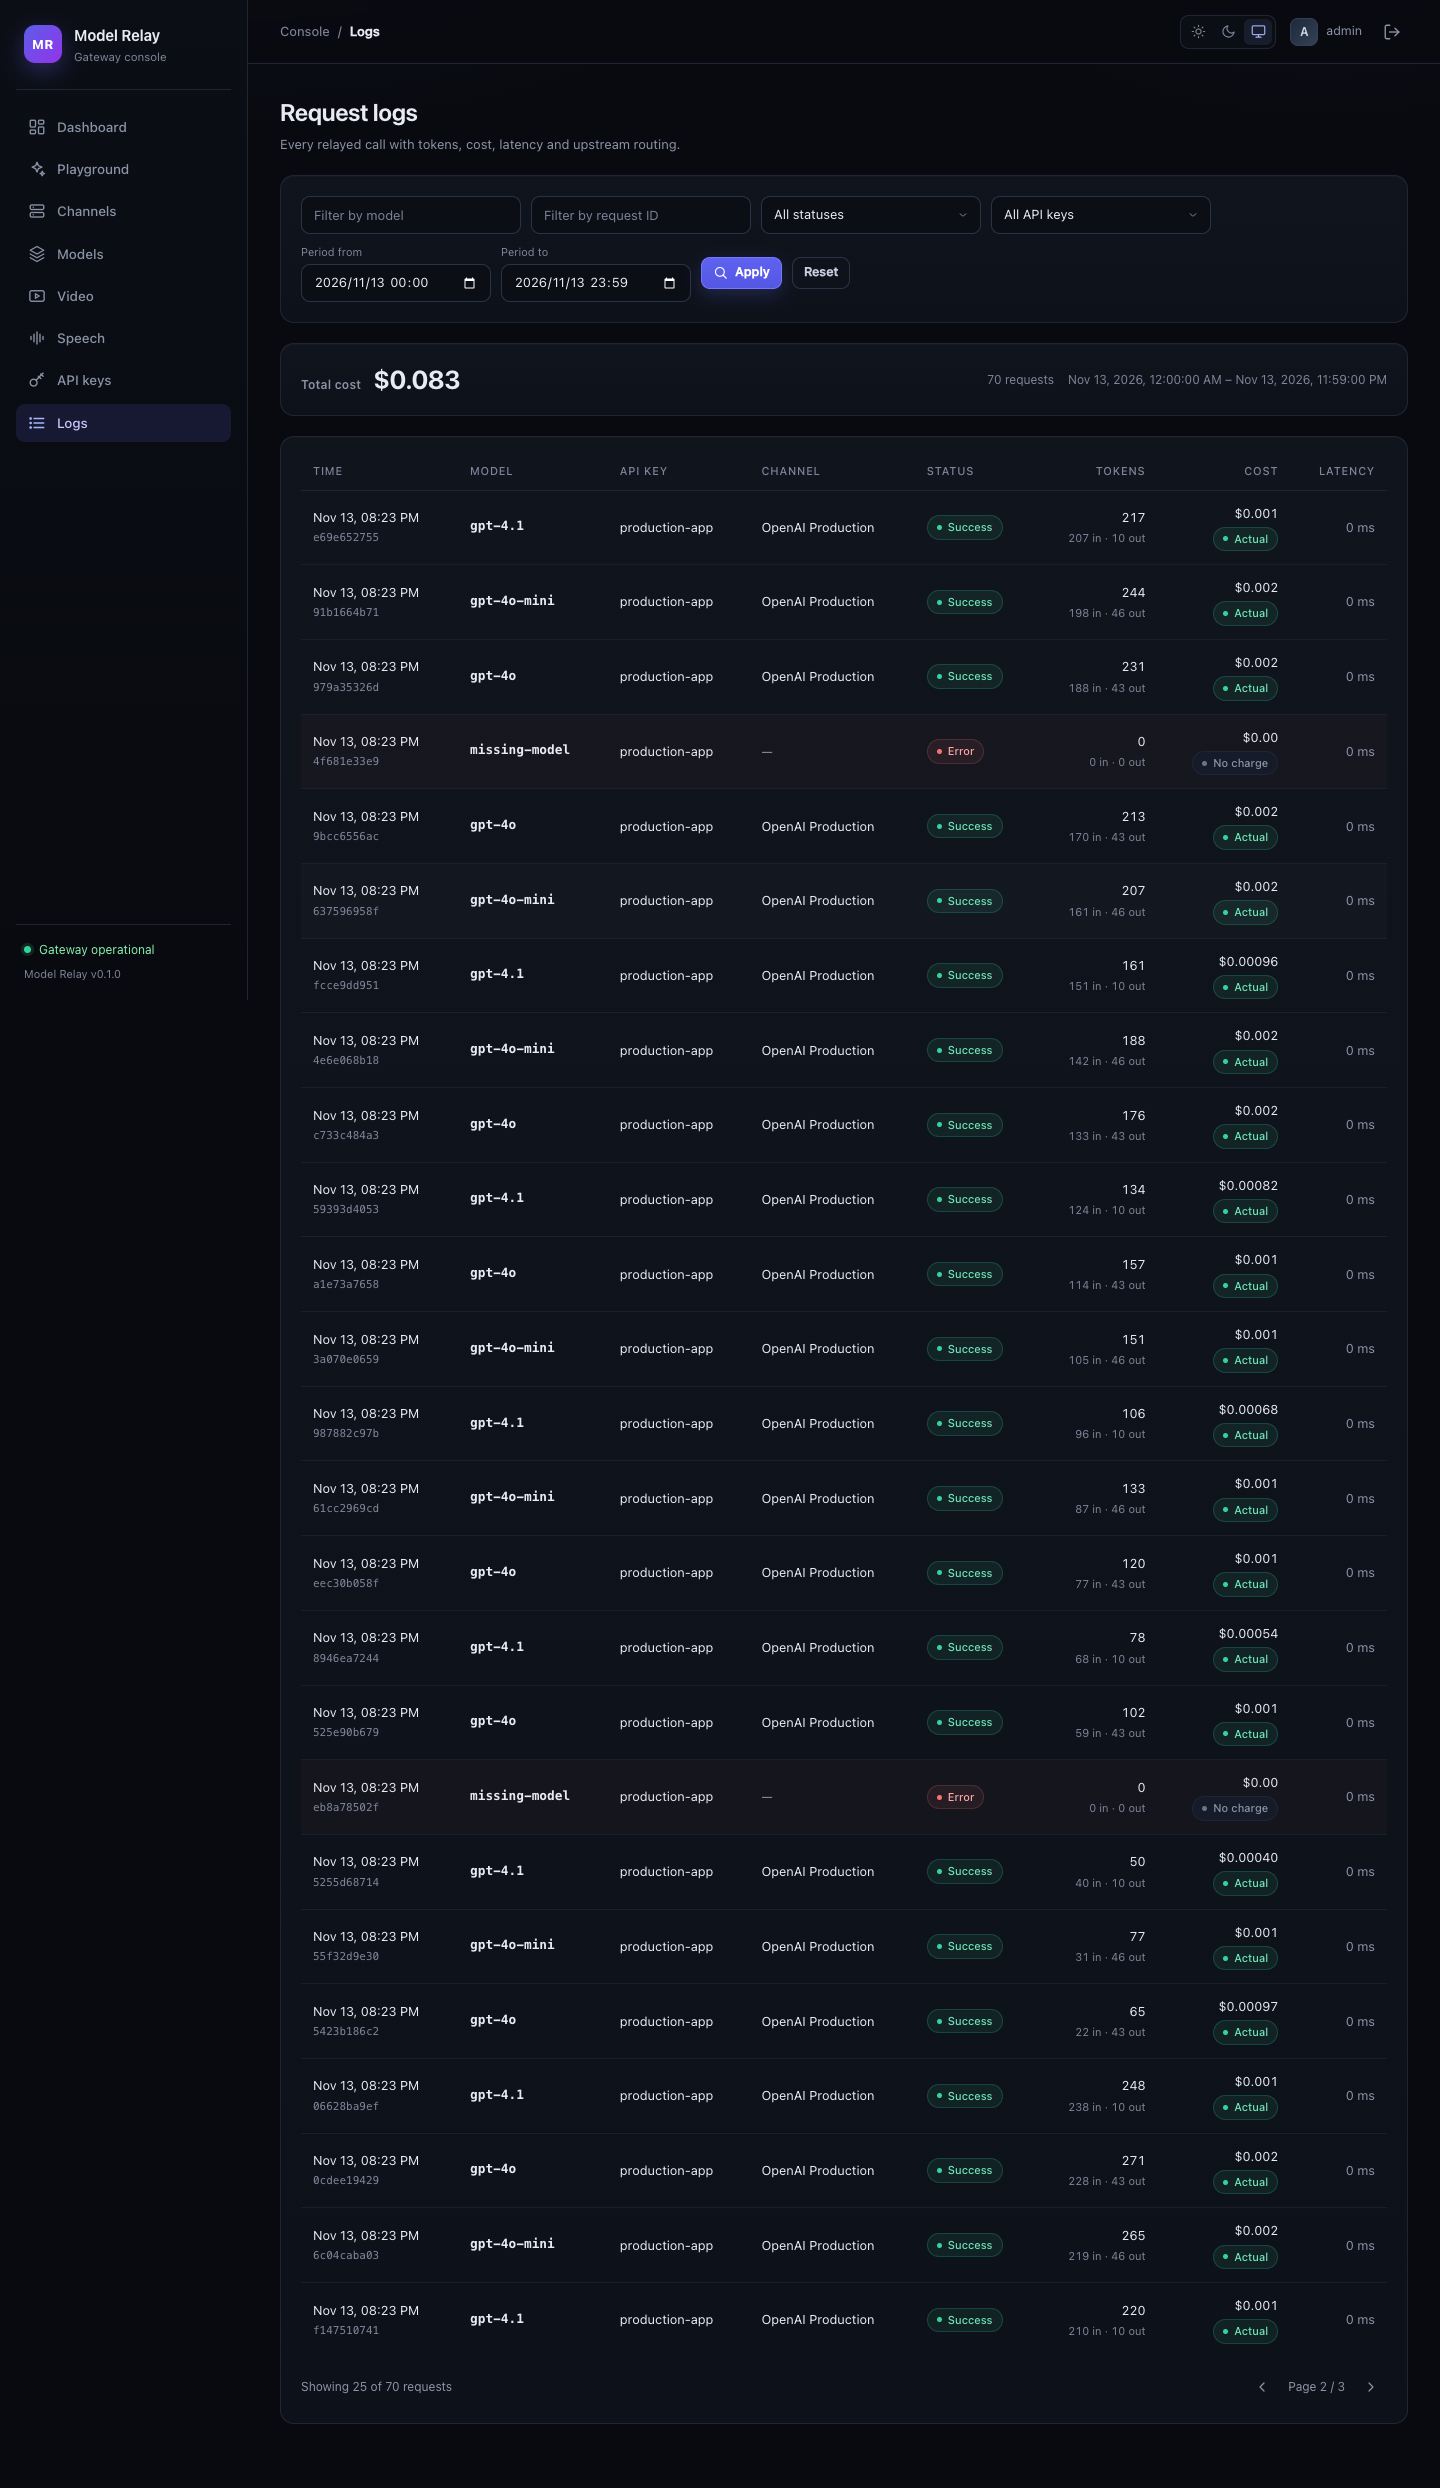 MR
Model Relay
Gateway console
Dashboard
Playground
Channels
Models
Video
Speech
API keys
Logs
Gateway operational
Model Relay v0.1.0
Console / Logs
A admin
Request logs
Every relayed call with tokens, cost, latency and upstream routing.
Filter by model Filter by request ID All statuses All API keys
Period from Period to
2026/11/13 00:00 2026/11/13 23:59 Apply Reset
Total cost $0.083 70 requests Nov 13, 2026, 12:00:00 AM – Nov 13, 2026, 11:59:00 PM
TIME MODEL API KEY CHANNEL STATUS TOKENS COST LATENCY
Nov 13, 08:23 PM gpt-4.1 production-app OpenAI Production Success 217 $0.001 0 ms
e69e652755 207 in · 10 out Actual
Nov 13, 08:23 PM gpt-4o-mini production-app OpenAI Production Success 244 $0.002 0 ms
91b1664b71 198 in · 46 out Actual
Nov 13, 08:23 PM gpt-4o production-app OpenAI Production Success 231 $0.002 0 ms
979a35326d 188 in · 43 out Actual
Nov 13, 08:23 PM missing-model production-app — Error 0 $0.00 0 ms
4f681e33e9 0 in · 0 out No charge
Nov 13, 08:23 PM gpt-4o production-app OpenAI Production Success 213 $0.002 0 ms
9bcc6556ac 170 in · 43 out Actual
Nov 13, 08:23 PM gpt-4o-mini production-app OpenAI Production Success 207 $0.002 0 ms
637596958f 161 in · 46 out Actual
Nov 13, 08:23 PM gpt-4.1 production-app OpenAI Production Success 161 $0.00096 0 ms
fcce9dd951 151 in · 10 out Actual
Nov 13, 08:23 PM gpt-4o-mini production-app OpenAI Production Success 188 $0.002 0 ms
4e6e068b18 142 in · 46 out Actual
Nov 13, 08:23 PM gpt-4o production-app OpenAI Production Success 176 $0.002 0 ms
c733c484a3 133 in · 43 out Actual
Nov 13, 08:23 PM gpt-4.1 production-app OpenAI Production Success 134 $0.00082 0 ms
59393d4053 124 in · 10 out Actual
Nov 13, 08:23 PM gpt-4o production-app OpenAI Production Success 157 $0.001 0 ms
a1e73a7658 114 in · 43 out Actual
Nov 13, 08:23 PM gpt-4o-mini production-app OpenAI Production Success 151 $0.001 0 ms
3a070e0659 105 in · 46 out Actual
Nov 13, 08:23 PM gpt-4.1 production-app OpenAI Production Success 106 $0.00068 0 ms
987882c97b 96 in · 10 out Actual
Nov 13, 08:23 PM gpt-4o-mini production-app OpenAI Production Success 133 $0.001 0 ms
61cc2969cd 87 in · 46 out Actual
Nov 13, 08:23 PM gpt-4o production-app OpenAI Production Success 120 $0.001 0 ms
eec30b058f 77 in · 43 out Actual
Nov 13, 08:23 PM gpt-4.1 production-app OpenAI Production Success 78 $0.00054 0 ms
8946ea7244 68 in · 10 out Actual
Nov 13, 08:23 PM gpt-4o production-app OpenAI Production Success 102 $0.001 0 ms
525e90b679 59 in · 43 out Actual
Nov 13, 08:23 PM missing-model production-app — Error 0 $0.00 0 ms
eb8a78502f 0 in · 0 out No charge
Nov 13, 08:23 PM gpt-4.1 production-app OpenAI Production Success 50 $0.00040 0 ms
5255d68714 40 in · 10 out Actual
Nov 13, 08:23 PM gpt-4o-mini production-app OpenAI Production Success 77 $0.001 0 ms
55f32d9e30 31 in · 46 out Actual
Nov 13, 08:23 PM gpt-4o production-app OpenAI Production Success 65 $0.00097 0 ms
5423b186c2 22 in · 43 out Actual
Nov 13, 08:23 PM gpt-4.1 production-app OpenAI Production Success 248 $0.001 0 ms
06628ba9ef 238 in · 10 out Actual
Nov 13, 08:23 PM gpt-4o production-app OpenAI Production Success 271 $0.002 0 ms
0cdee19429 228 in · 43 out Actual
Nov 13, 08:23 PM gpt-4o-mini production-app OpenAI Production Success 265 $0.002 0 ms
6c04caba03 219 in · 46 out Actual
Nov 13, 08:23 PM gpt-4.1 production-app OpenAI Production Success 220 $0.001 0 ms
f147510741 210 in · 10 out Actual
Showing 25 of 70 requests Page 2 / 3